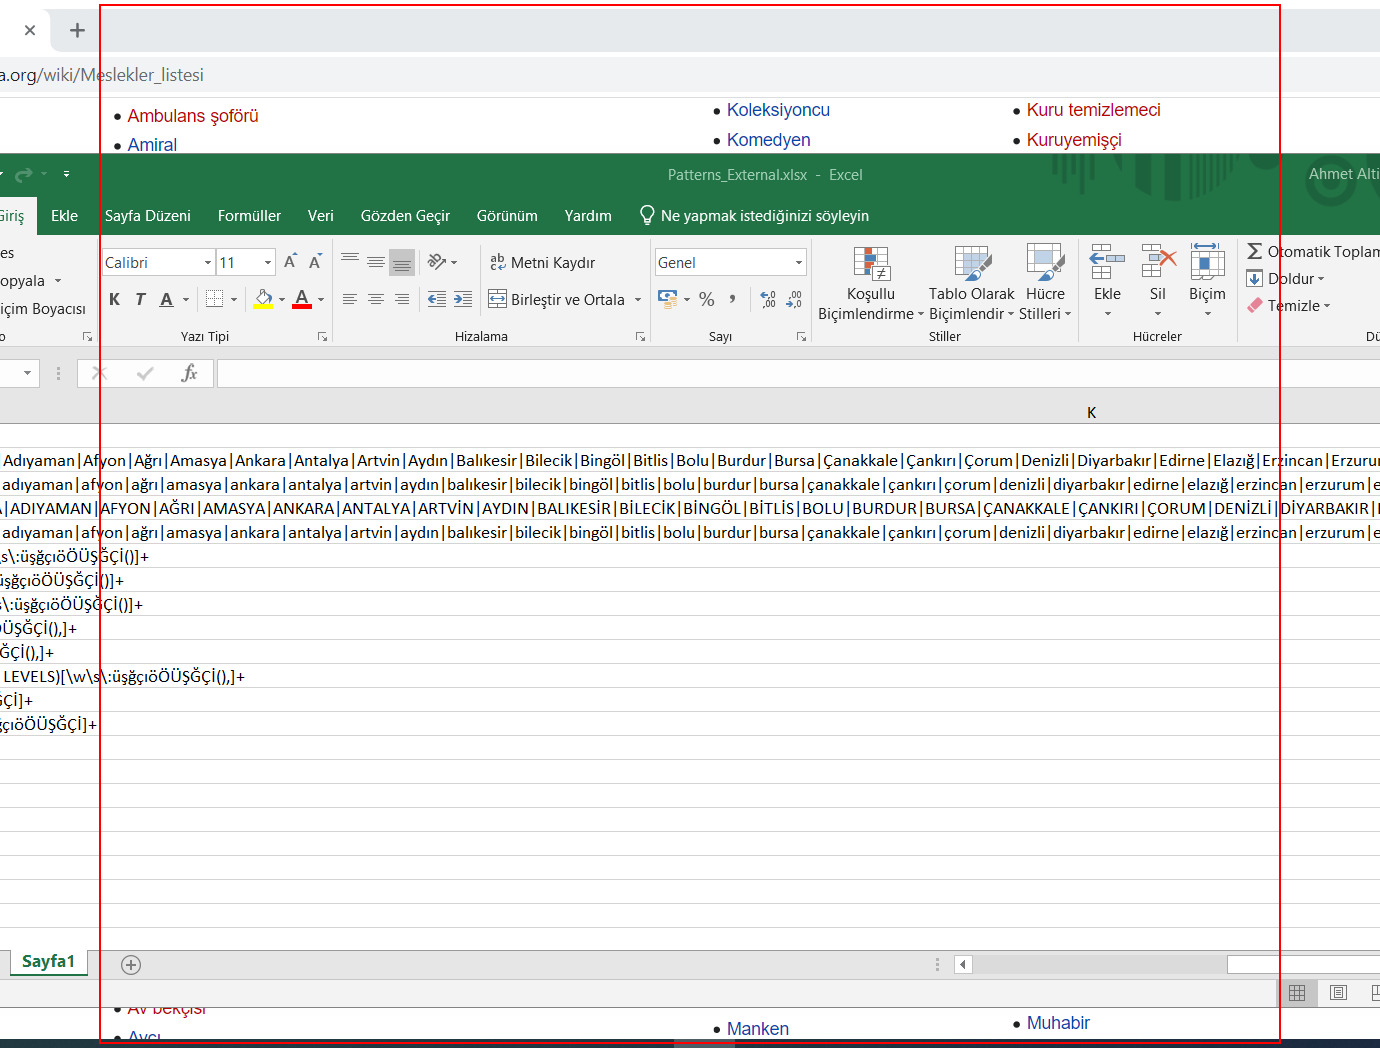 a.org/wiki/Meslekler_listesi
Ambulans şoförü
Koleksiyoncu
Kuru temizlemeci
Amiral
Komedyen
Kuruyemişçi
Patterns_External.xlsx - Excel
Ahmet Alti
Giriş Ekle Sayfa Düzeni Formüller Veri Gözden Geçir Görünüm Yardım Ne yapmak istediğinizi söyleyin
es
Calibri 11
ab c Metni Kaydır
Genel
Otomatik Toplam
opyala
Doldur
K T A
Birleştir ve Ortala
% ,
,00 ,00
Koşullu Biçimlendirme
Tablo Olarak Biçimlendir
Hücre Stilleri
Ekle Sil Biçim
Temizle
içim Boyacısı
o
Yazı Tipi
Hizalama
Sayı
Stiller
Hücreler
Dü
fx
K
Adıyaman|Afyon|Ağrı|Amasya|Ankara|Antalya|Artvin|Aydın|Balıkesir|Bilecik|Bingöl|Bitlis|Bolu|Burdur|Bursa|Çanakkale|Çankırı|Çorum|Denizli|Diyarbakır|Edirne|Elazığ|Erzincan|Erzuru
adıyaman|afyon|ağrı|amasya|ankara|antalya|artvin|aydın|balıkesir|bilecik|bingöl|bitlis|bolu|burdur|bursa|çanakkale|çankırı|çorum|denizli|diyarbakır|edirne|elazığ|erzincan|erzurum|e
|ADIYAMAN|AFYON|AĞRI|AMASYA|ANKARA|ANTALYA|ARTVİN|AYDIN|BALIKESİR|BİLECİK|BİNGÖL|BİTLİS|BOLU|BURDUR|BURSA|ÇANAKKALE|ÇANKIRI|ÇORUM|DENİZLİ|DİYARBAKIR|
adıyaman|afyon|ağrı|amasya|ankara|antalya|artvin|aydın|balıkesir|bilecik|bingöl|bitlis|bolu|burdur|bursa|çanakkale|çankırı|çorum|denizli|diyarbakır|edirne|elazığ|erzincan|erzurum|e
\s\:üşğçıöÖÜŞĞÇİ()]+
üşğçıöÖÜŞĞÇİ()]+
s\:üşğçıöÖÜŞĞÇİ()]+
ÖÜŞĞÇİ(),]+
ĞÇİ(),]+
LEVELS)[\w\s\:üşğçıöÖÜŞĞÇİ(),]+
ĞÇİ]+
ğçıöÖÜŞĞÇİ]+
Sayfa1
Av bekçisi
Avcı
Manken
Muhabir